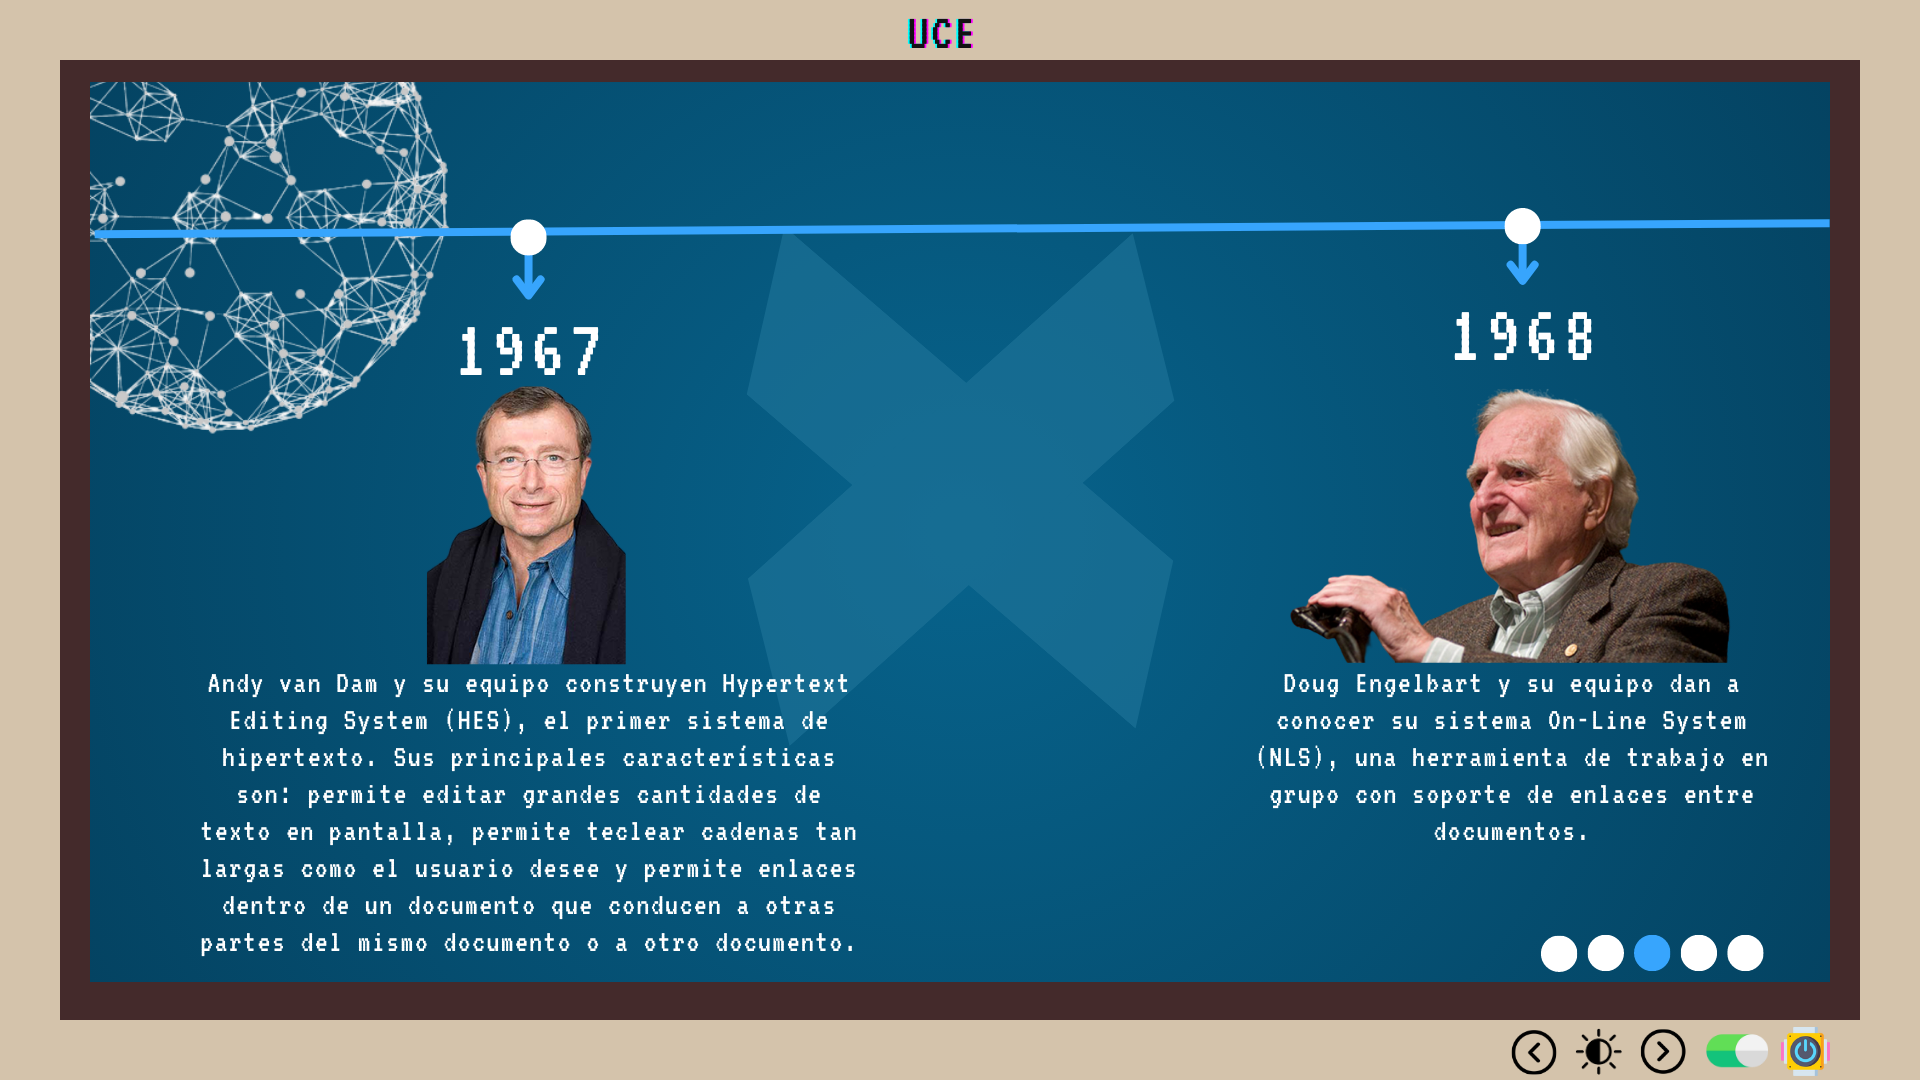 UCE
1967
Andy van Dam y su equipo construyen Hypertext
Editing System (HES), el primer sistema de
hipertexto. Sus principales características
son: permite editar grandes cantidades de
texto en pantalla, permite teclear cadenas tan
largas como el usuario desee y permite enlaces
dentro de un documento que conducen a otras
partes del mismo documento o a otro documento.
1968
Doug Engelbart y su equipo dan a
conocer su sistema On-Line System
(NLS), una herramienta de trabajo en
grupo con soporte de enlaces entre
documentos.